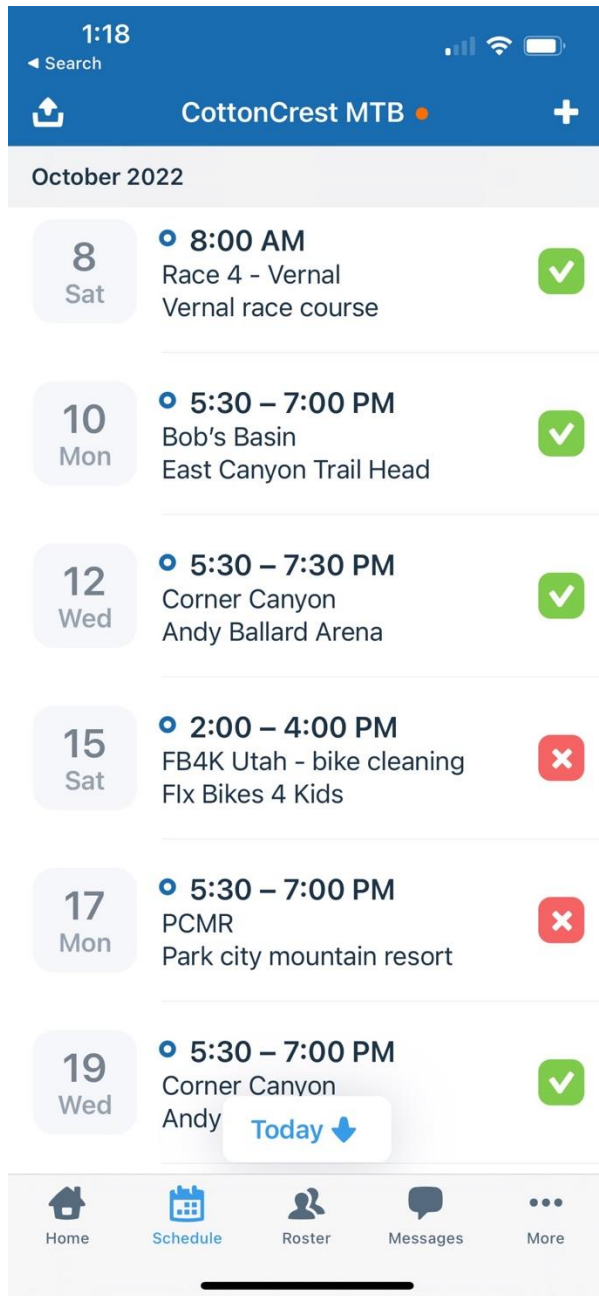 1:18
Search
CottonCrest MTB
October 2022
8
Sat
8:00 AM
Race 4 - Vernal
Vernal race course
10
Mon
5:30 – 7:00 PM
Bob's Basin
East Canyon Trail Head
12
Wed
5:30 – 7:30 PM
Corner Canyon
Andy Ballard Arena
15
Sat
2:00 – 4:00 PM
FB4K Utah - bike cleaning
Flx Bikes 4 Kids
17
Mon
5:30 – 7:00 PM
PCMR
Park city mountain resort
19
Wed
5:30 – 7:00 PM
Corner Canyon
Andy
Today
Home Schedule Roster Messages More